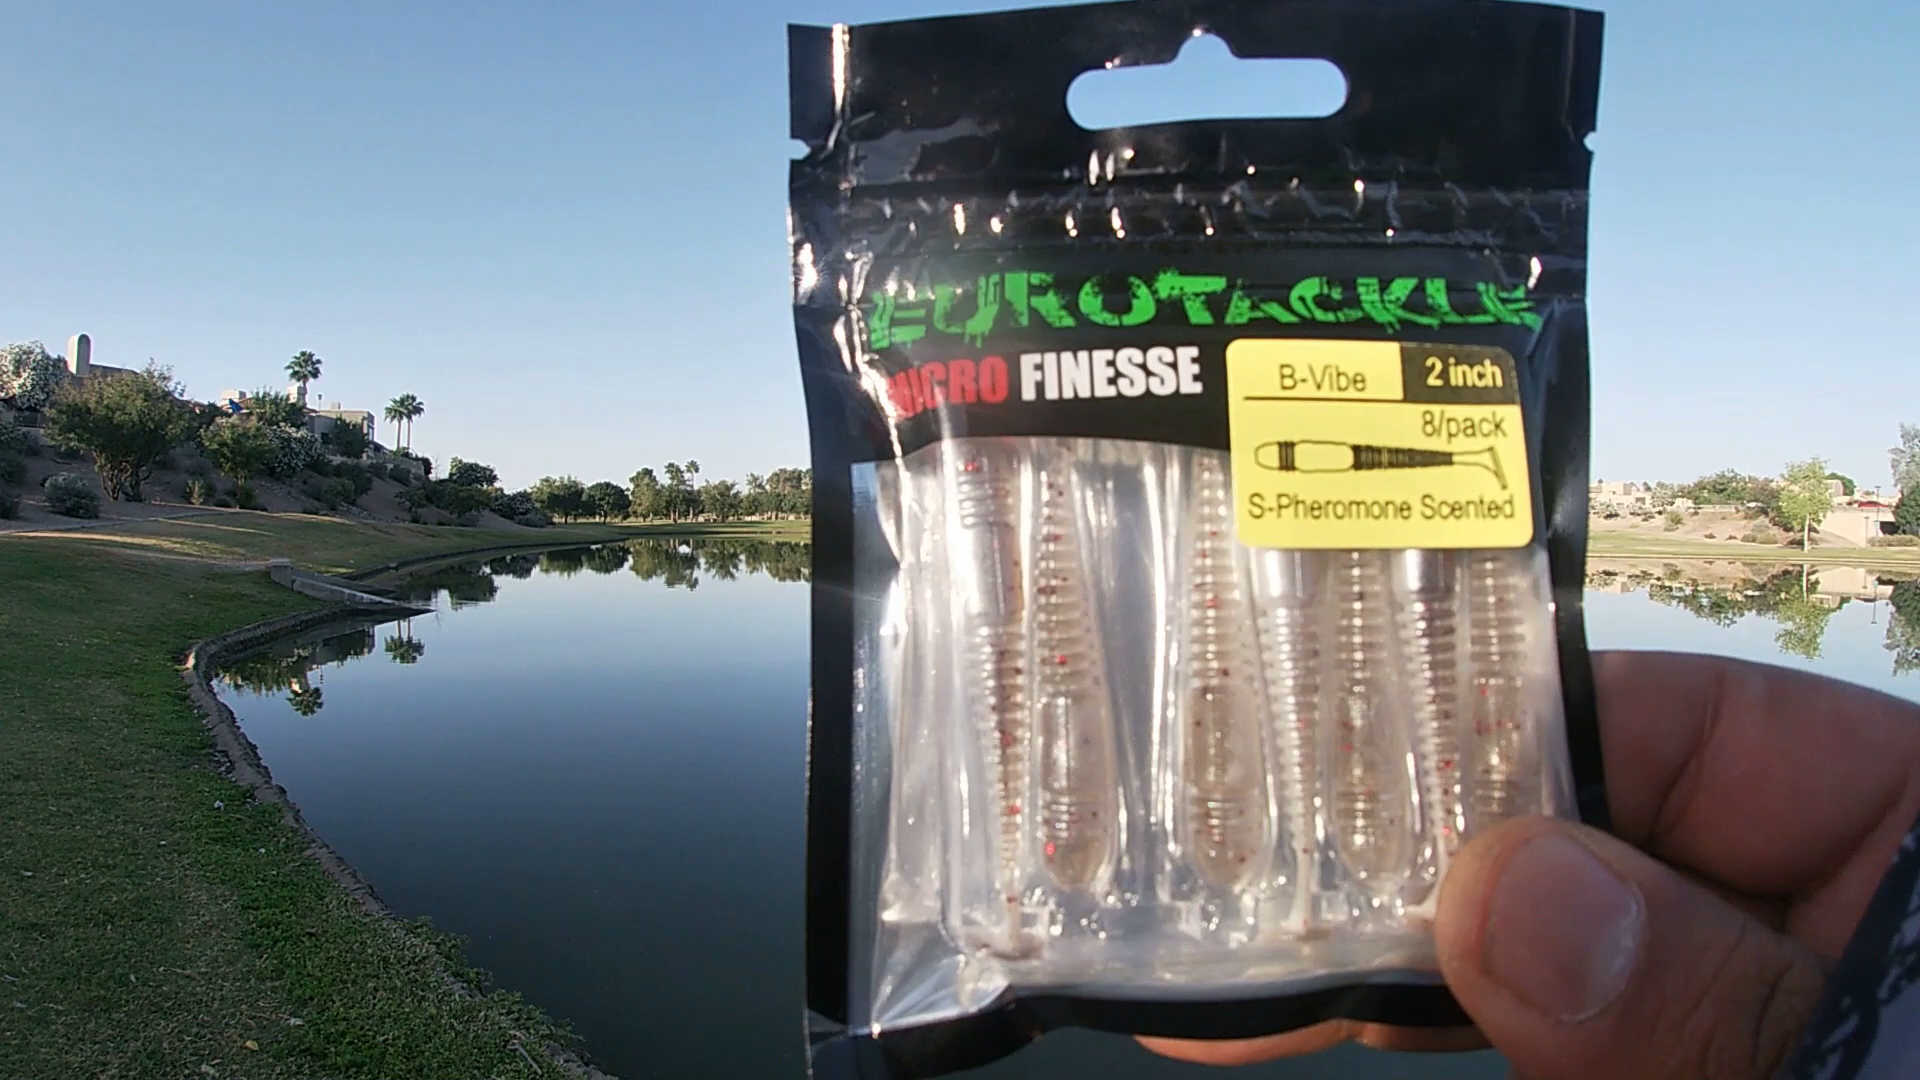 EUROTACKLE
MICRO FINESSE
B-Vibe 2 inch
8/pack
S-Pheromone Scented